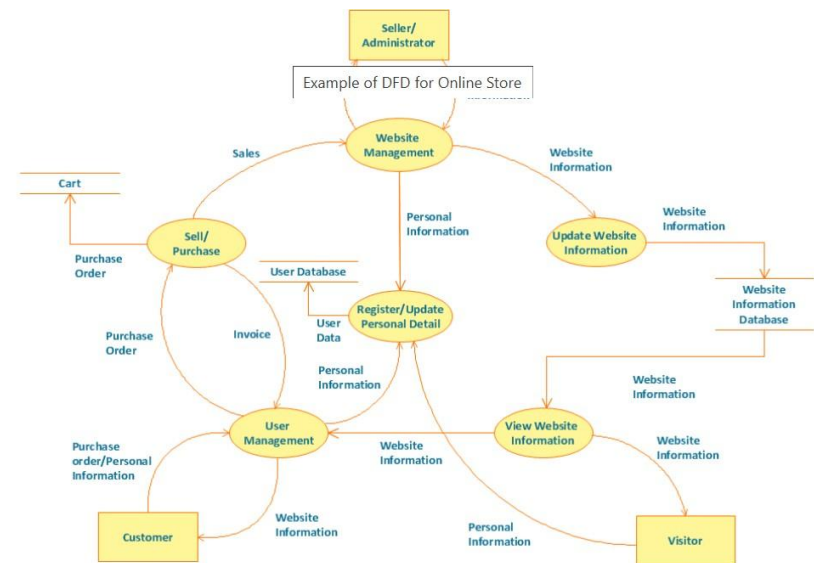 Seller/
Administrator
Example of DFD for Online Store
Website
Management
Sales
Website
Information
Cart
Personal
Information
Website
Information
Sell/
Purchase
Update Website
Information
Purchase
Order
User Database
Website
Information
Database
Register/Update
Personal Detail
User
Data
Purchase
Order
Invoice
Personal
Information
Website
Information
User
Management
View Website
Information
Purchase
order/Personal
Information
Website
Information
Website
Information
Website
Information
Personal
Information
Customer
Visitor